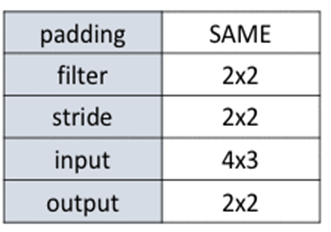 padding SAME
filter 2x2
stride 2x2
input 4x3
output 2x2